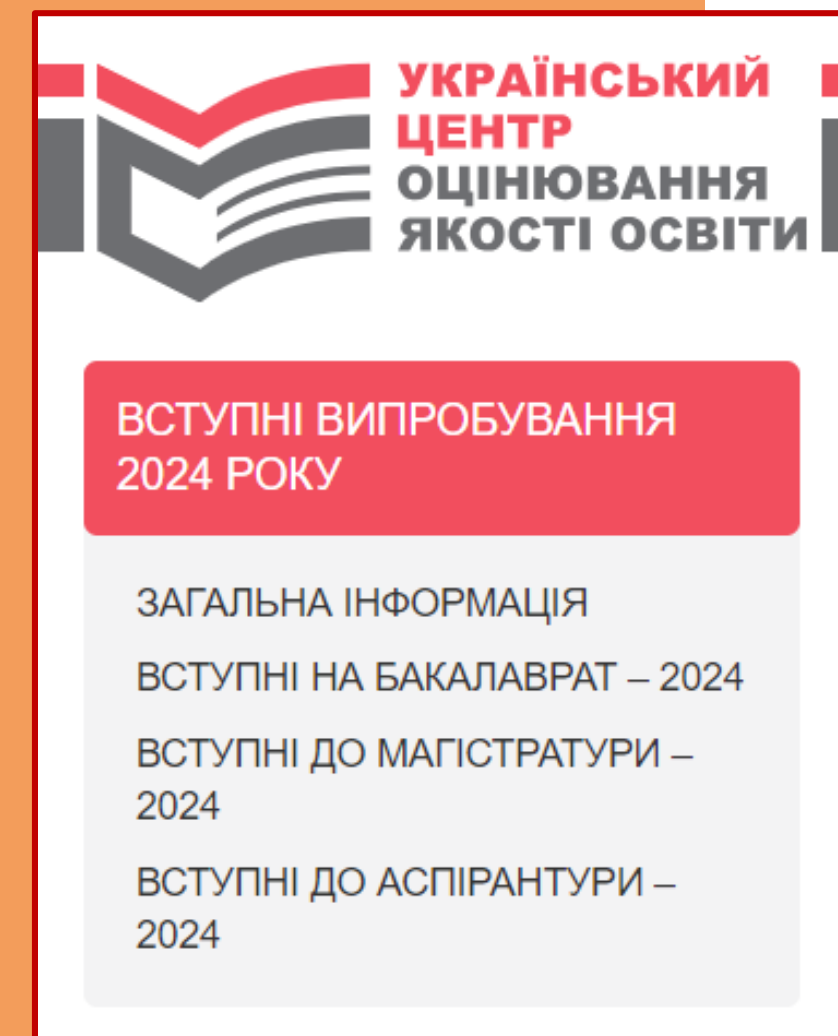 УКРАЇНСЬКИЙ
ЦЕНТР
ОЦІНЮВАННЯ
ЯКОСТІ ОСВІТИ
ВСТУПНІ ВИПРОБУВАННЯ
2024 РОКУ
ЗАГАЛЬНА ІНФОРМАЦІЯ
ВСТУПНІ НА БАКАЛАВРАТ – 2024
ВСТУПНІ ДО МАГІСТРАТУРИ –
2024
ВСТУПНІ ДО АСПІРАНТУРИ –
2024